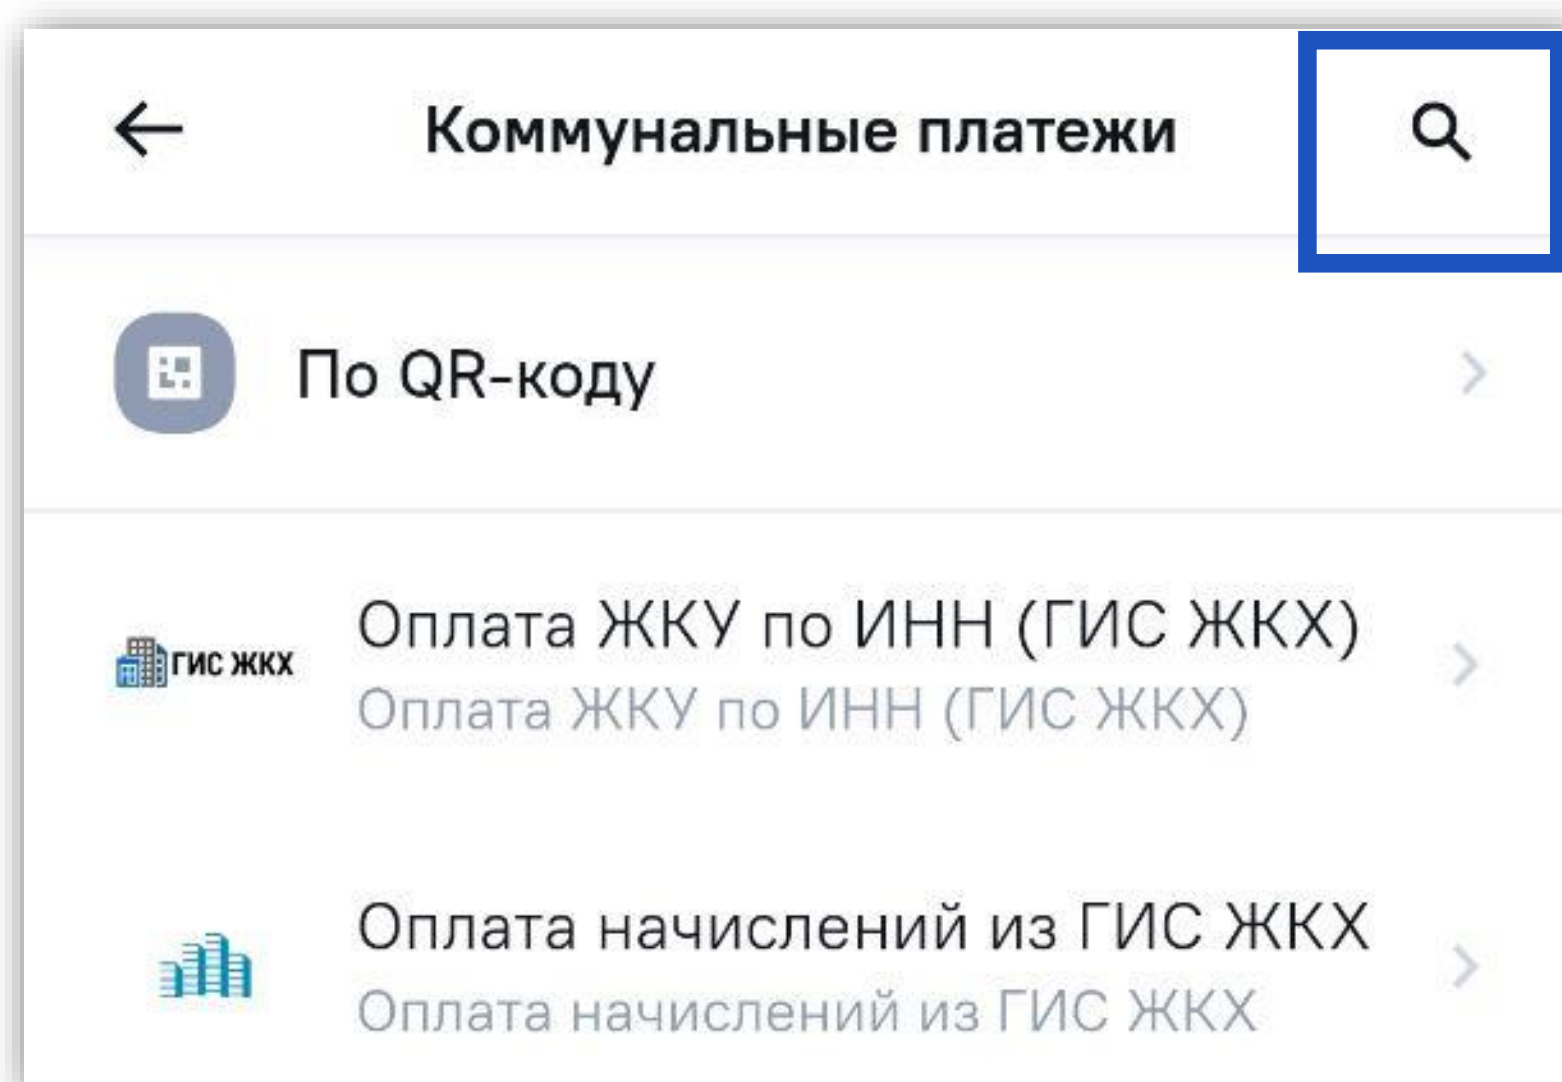 Коммунальные платежи
По QR-коду
ГИС ЖКХ
Оплата ЖКУ по ИНН (ГИС ЖКХ)
Оплата ЖКУ по ИНН (ГИС ЖКХ)
Оплата начислений из ГИС ЖКХ
Оплата начислений из ГИС ЖКХ